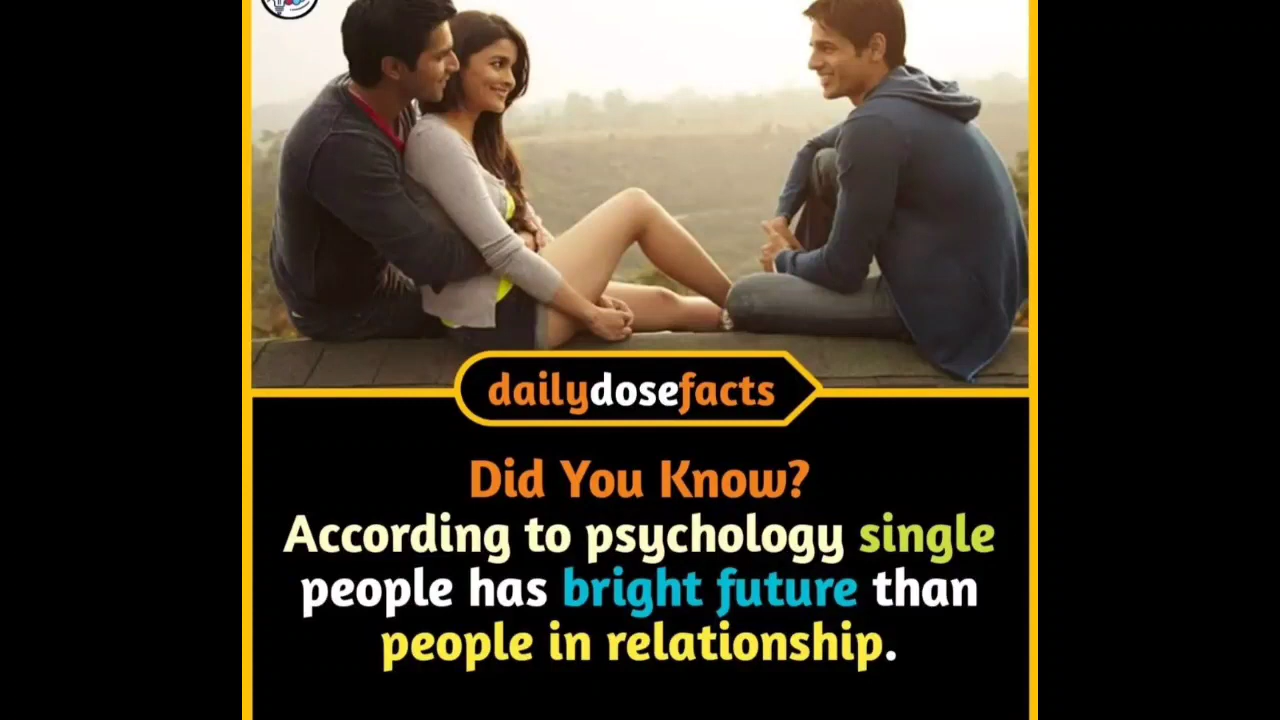 dailydosefacts
Did You Know?
According to psychology single
people has bright future than
people in relationship.